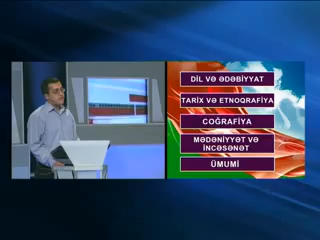 DİL VƏ ƏDƏBİYYAT
TARİX VƏ ETNOQRAFİYA
COĞRAFİYA
MƏDƏNİYYƏT VƏ
İNCƏSƏNƏT
ÜMUMİ